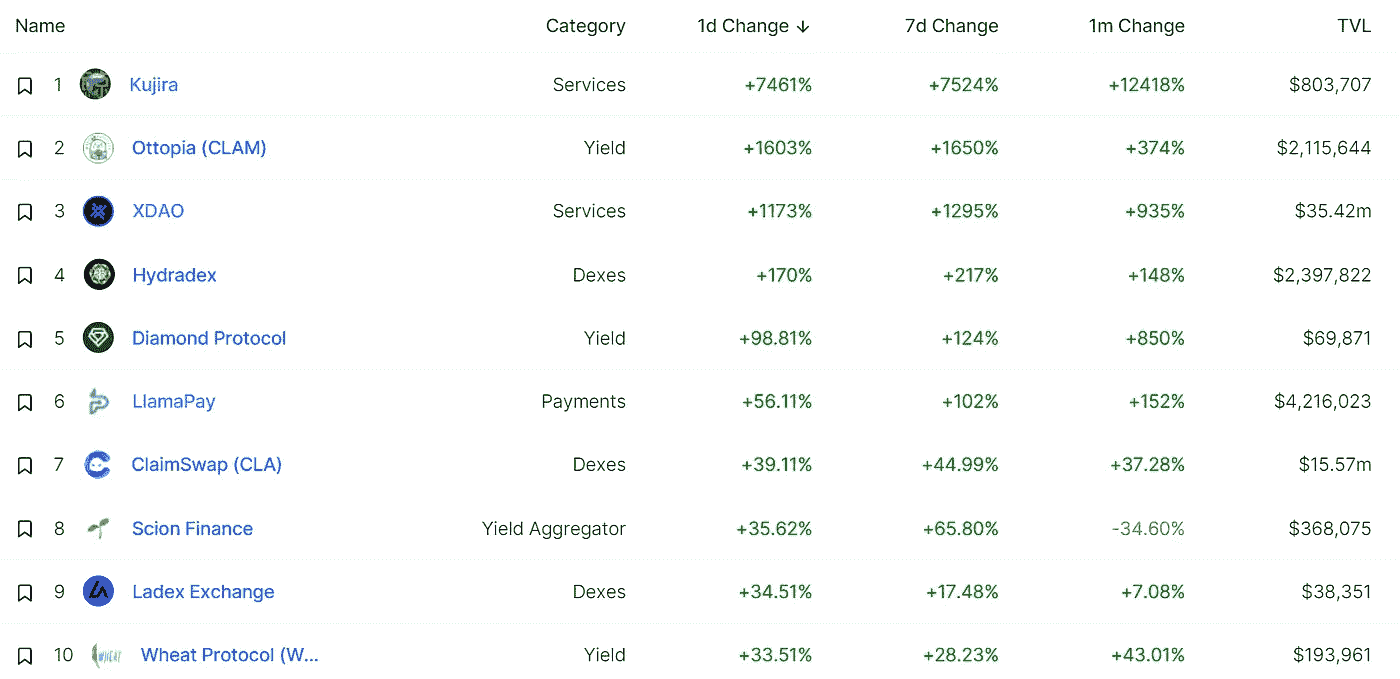 Name Category 1d Change ↓ 7d Change 1m Change TVL
1 Kujira Services +7461% +7524% +12418% $803,707
2 Ottopia (CLAM) Yield +1603% +1650% +374% $2,115,644
3 XDAO Services +1173% +1295% +935% $35.42m
4 Hydradex Dexes +170% +217% +148% $2,397,822
5 Diamond Protocol Yield +98.81% +124% +850% $69,871
6 LlamaPay Payments +56.11% +102% +152% $4,216,023
7 ClaimSwap (CLA) Dexes +39.11% +44.99% +37.28% $15.57m
8 Scion Finance Yield Aggregator +35.62% +65.80% -34.60% $368,075
9 Ladex Exchange Dexes +34.51% +17.48% +7.08% $38,351
10 Wheat Protocol (W... Yield +33.51% +28.23% +43.01% $193,961